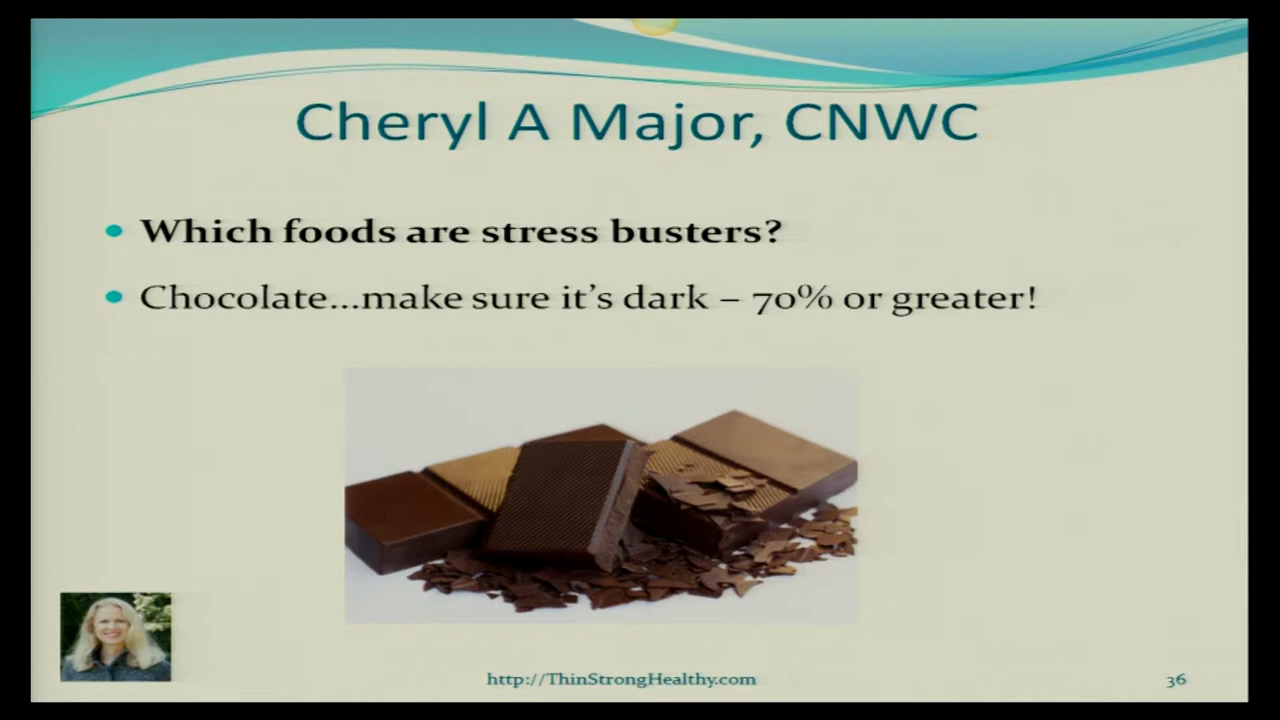 Cheryl A Major, CNWC
Which foods are stress busters?
Chocolate...make sure it's dark – 70% or greater!
http://ThinStrongHealthy.com
36